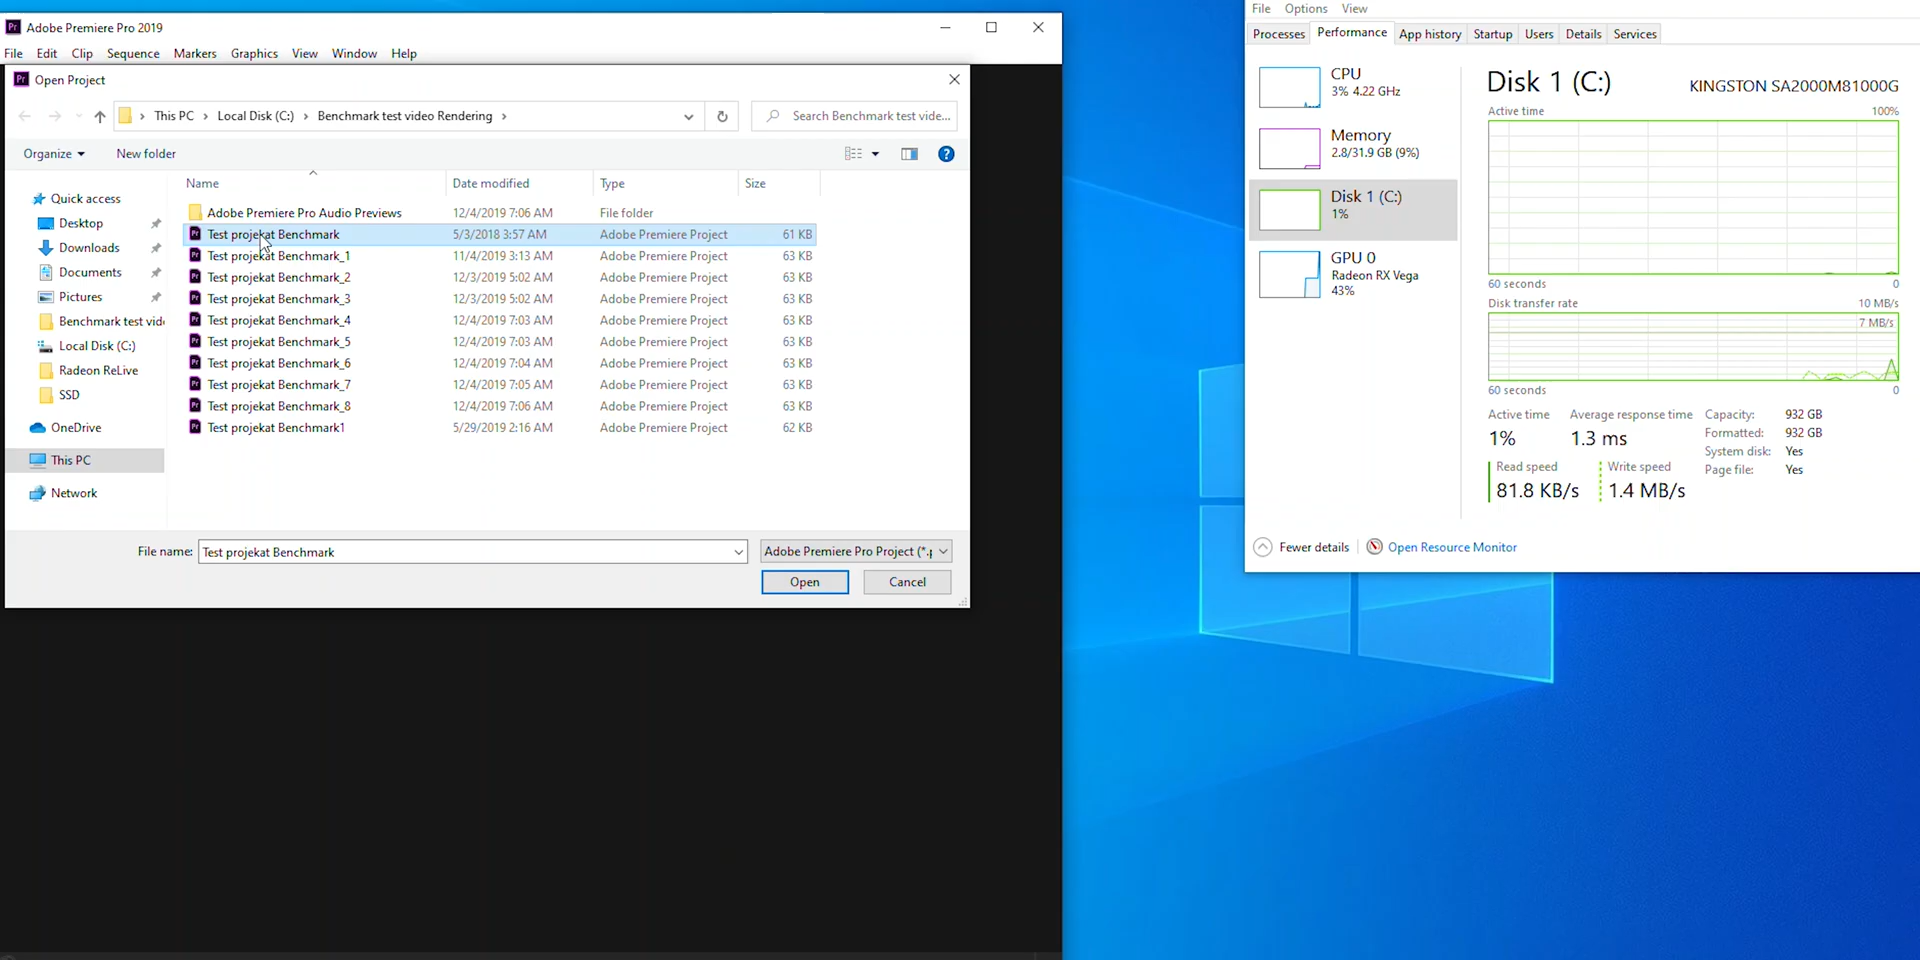 Adobe Premiere Pro 2019
File Edit Clip Sequence Markers Graphics View Window Help
Open Project
This PC Local Disk (C:) Benchmark test video Rendering
Search Benchmark test vide...
Organize New folder
Name Date modified Type Size
Quick access
Desktop
Downloads
Documents
Pictures
Benchmark test vide
Local Disk (C:)
Radeon ReLive
SSD
OneDrive
This PC
Network
Adobe Premiere Pro Audio Previews 12/4/2019 7:06 AM File folder
Test projekat Benchmark 5/3/2018 3:57 AM Adobe Premiere Project 61 KB
Test projekat Benchmark_1 11/4/2019 3:13 AM Adobe Premiere Project 63 KB
Test projekat Benchmark_2 12/3/2019 5:02 AM Adobe Premiere Project 63 KB
Test projekat Benchmark_3 12/3/2019 5:02 AM Adobe Premiere Project 63 KB
Test projekat Benchmark_4 12/4/2019 7:03 AM Adobe Premiere Project 63 KB
Test projekat Benchmark_5 12/4/2019 7:03 AM Adobe Premiere Project 63 KB
Test projekat Benchmark_6 12/4/2019 7:04 AM Adobe Premiere Project 63 KB
Test projekat Benchmark_7 12/4/2019 7:05 AM Adobe Premiere Project 63 KB
Test projekat Benchmark_8 12/4/2019 7:06 AM Adobe Premiere Project 63 KB
Test projekat Benchmark1 5/29/2019 2:16 AM Adobe Premiere Project 62 KB
File name: Test projekat Benchmark
Adobe Premiere Pro Project (*.p
Open Cancel
File Options View
Processes Performance App history Startup Users Details Services
CPU
3% 4.22 GHz
Memory
2.8/31.9 GB (9%)
Disk 1 (C:)
1%
GPU 0
Radeon RX Vega
43%
Disk 1 (C:) KINGSTON SA2000M81000G
Active time 100%
60 seconds 0
Disk transfer rate 10 MB/s
7 MB/s
60 seconds 0
Active time Average response time
1% 1.3 ms
Read speed Write speed
81.8 KB/s 1.4 MB/s
Capacity: 932 GB
Formatted: 932 GB
System disk: Yes
Page file: Yes
Fewer details Open Resource Monitor